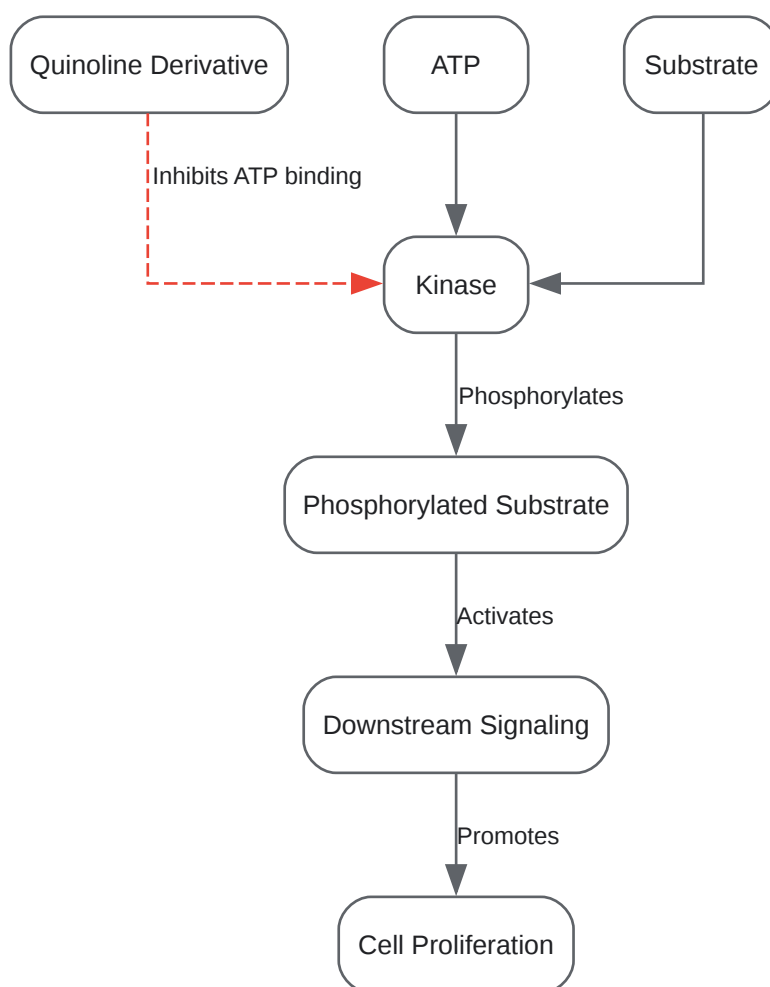 Quinoline Derivative
ATP
Substrate
Inhibits ATP binding
Kinase
Phosphorylates
Phosphorylated Substrate
Activates
Downstream Signaling
Promotes
Cell Proliferation